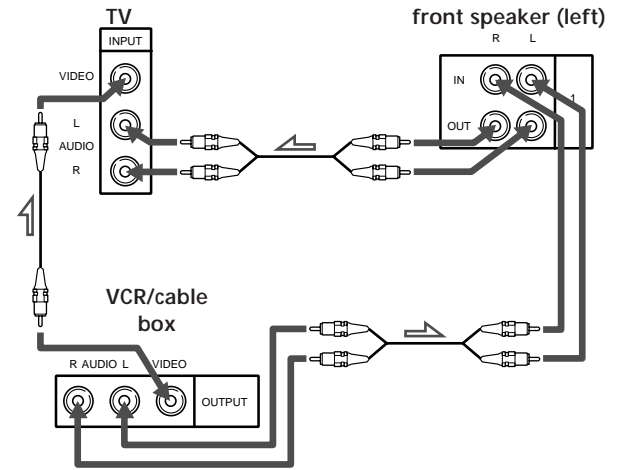 TV
INPUT
VIDEO
L
AUDIO
R
front speaker (left)
R L
IN
1
OUT
VCR/cable
box
R AUDIO L VIDEO
OUTPUT